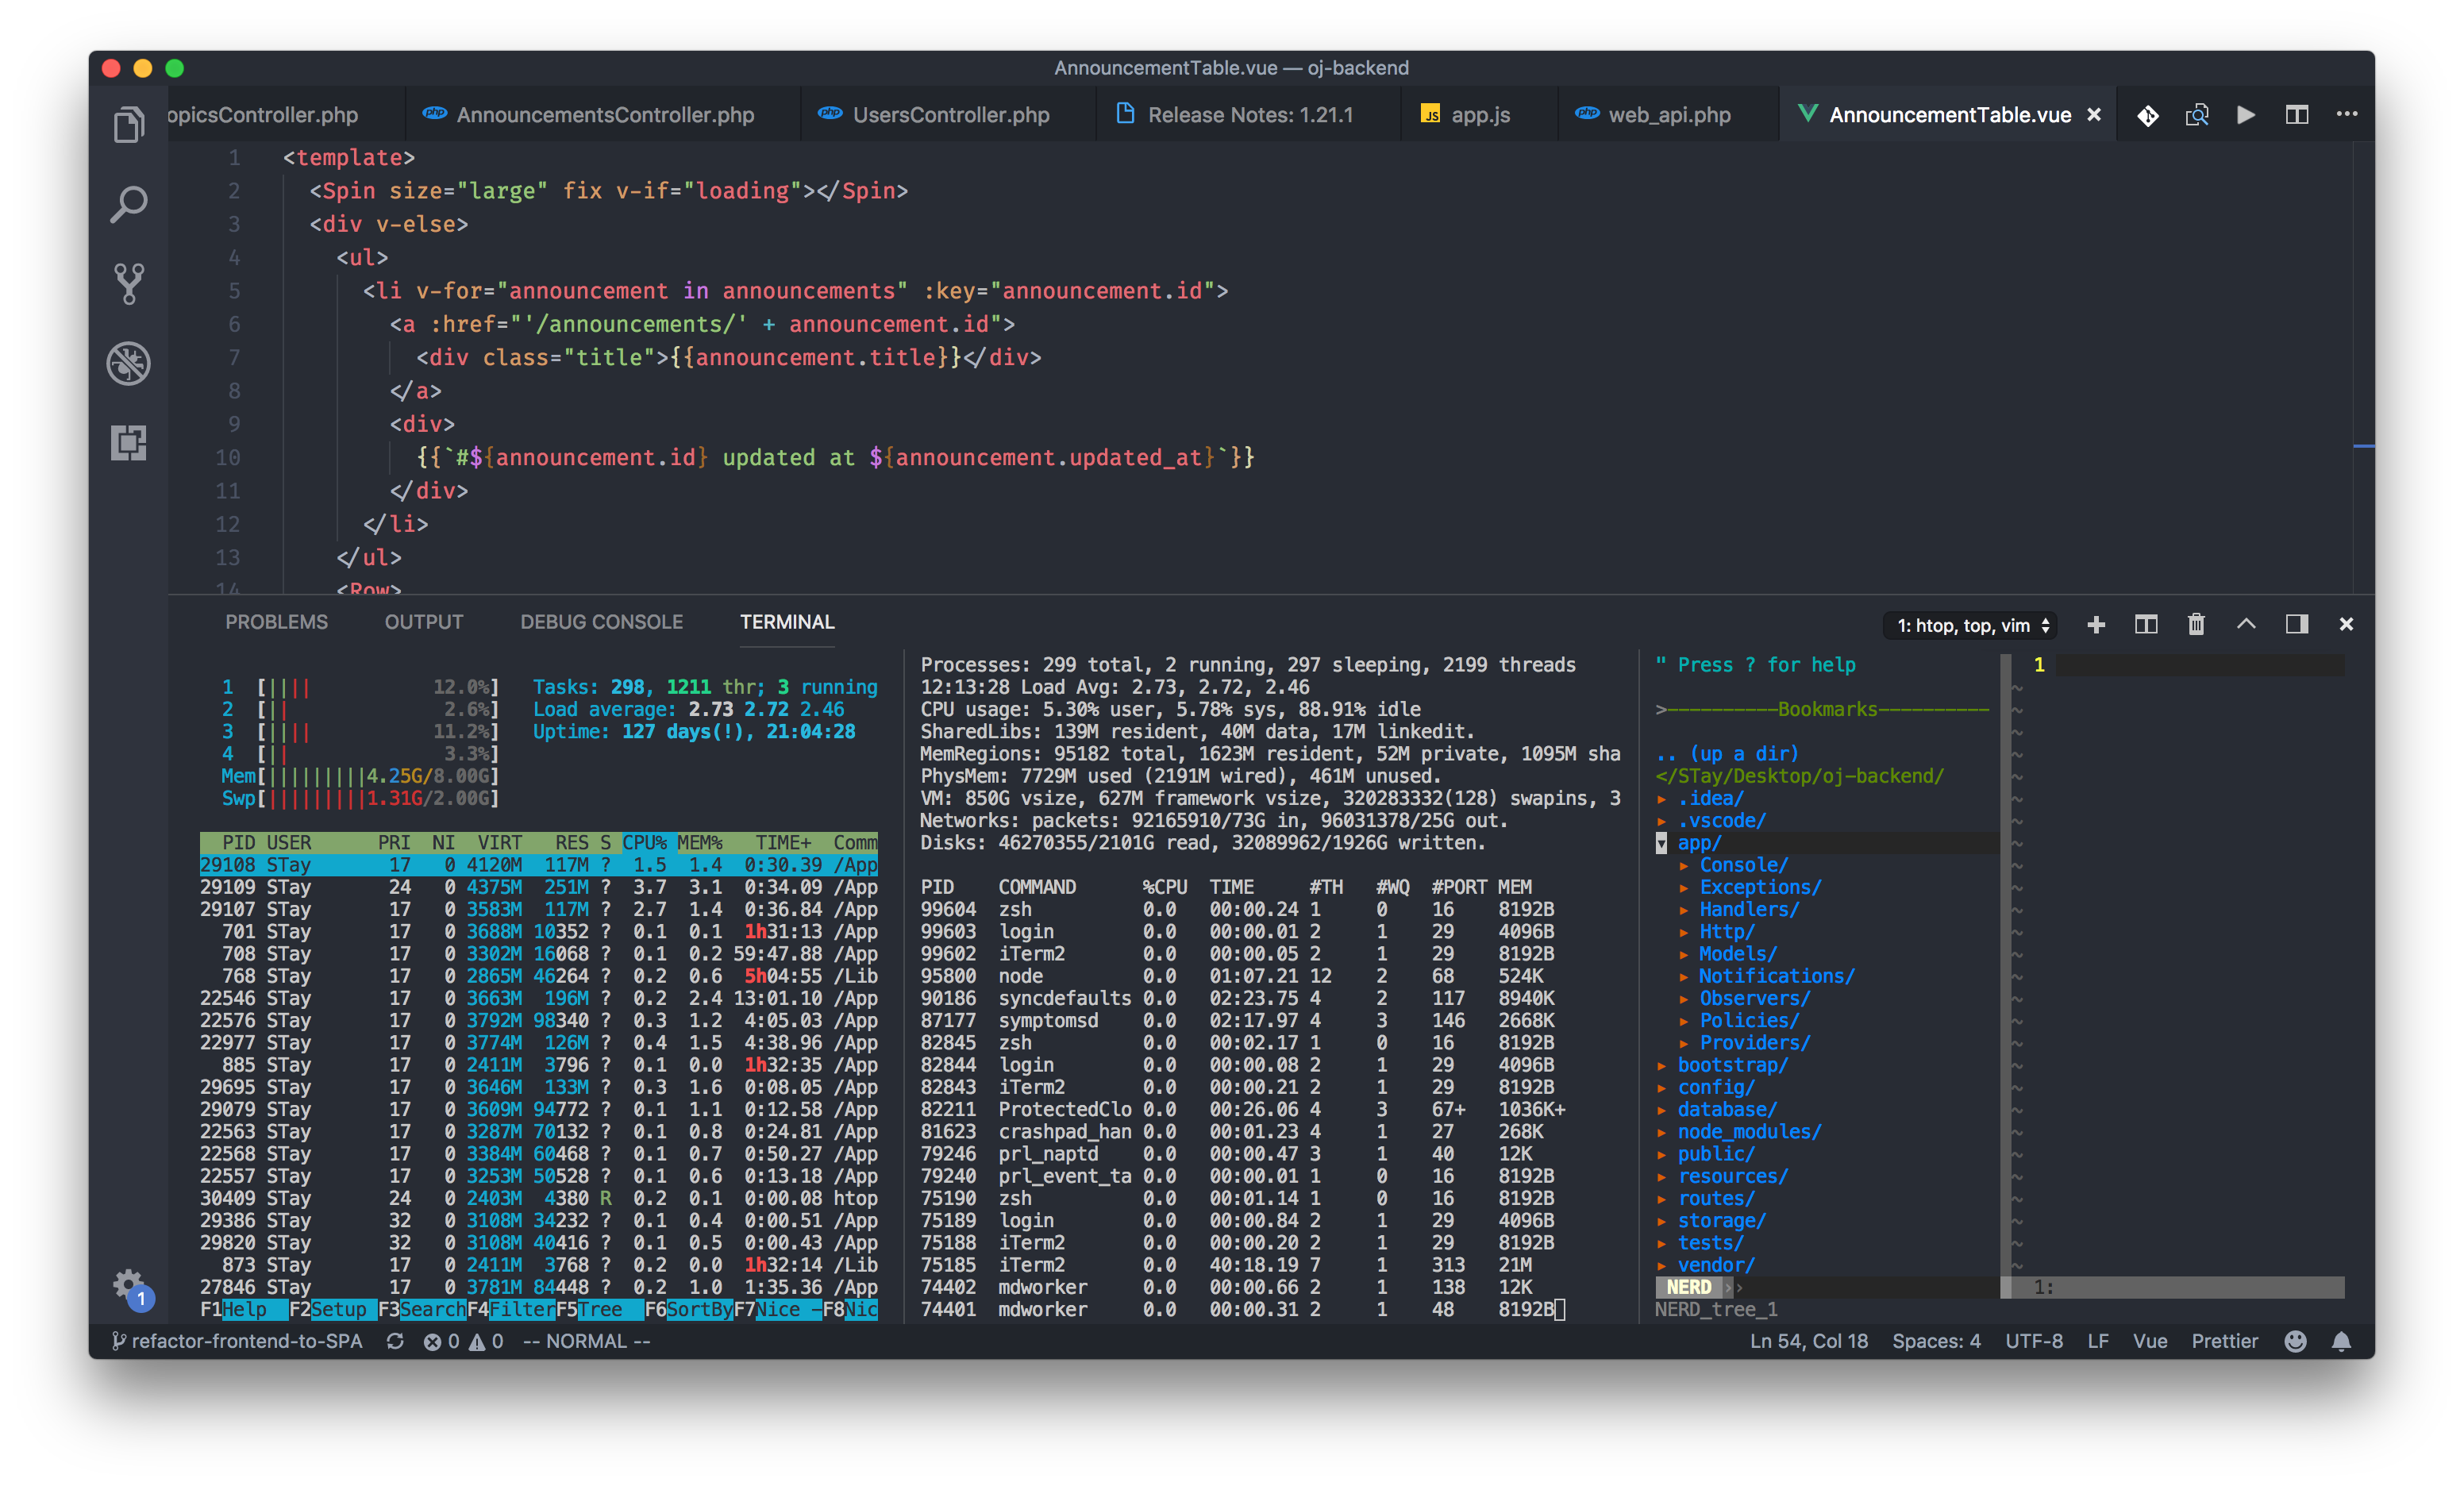 AnnouncementTable.vue — oj-backend
opicsController.php AnnouncementsController.php UsersController.php Release Notes: 1.21.1 JS app.js web_api.php AnnouncementTable.vue
1 <template>
2 <Spin size="large" fix v-if="loading"></Spin>
3 <div v-else>
4 <ul>
5 <li v-for="announcement in announcements" :key="announcement.id">
6 <a :href="'/announcements/' + announcement.id">
7 <div class="title">{{announcement.title}}</div>
8 </a>
9 <div>
10 {{`#${announcement.id} updated at ${announcement.updated_at}`}}
11 </div>
12 </li>
13 </ul>
14 <Row>
PROBLEMS OUTPUT DEBUG CONSOLE TERMINAL 1: htop, top, vim
1 [|||| 12.0%] Tasks: 298, 1211 thr; 3 running
2 [|| 2.6%] Load average: 2.73 2.72 2.46
3 [|||| 11.2%] Uptime: 127 days(!), 21:04:28
4 [|| 3.3%]
Mem[|||||||||4.25G/8.00G]
Swp[|||||||||1.31G/2.00G]
PID USER PRI NI VIRT RES S CPU% MEM% TIME+ Comm
29108 STay 17 0 4120M 117M ? 1.5 1.4 0:30.39 /App
29109 STay 24 0 4375M 251M ? 3.7 3.1 0:34.09 /App
29107 STay 17 0 3583M 117M ? 2.7 1.4 0:36.84 /App
701 STay 17 0 3688M 10352 ? 0.1 0.1 1h31:13 /App
708 STay 17 0 3302M 16068 ? 0.1 0.2 59:47.88 /App
768 STay 17 0 2865M 46264 ? 0.2 0.6 5h04:55 /Lib
22546 STay 17 0 3663M 196M ? 0.2 2.4 13:01.10 /App
22576 STay 17 0 3792M 98340 ? 0.3 1.2 4:05.03 /App
22977 STay 17 0 3774M 126M ? 0.4 1.5 4:38.96 /App
885 STay 17 0 2411M 3796 ? 0.1 0.0 1h32:35 /App
29695 STay 17 0 3646M 133M ? 0.3 1.6 0:08.05 /App
29079 STay 17 0 3609M 94772 ? 0.1 1.1 0:12.58 /App
22563 STay 17 0 3287M 70132 ? 0.1 0.8 0:24.81 /App
22568 STay 17 0 3384M 60468 ? 0.1 0.7 0:50.27 /App
22557 STay 17 0 3253M 50528 ? 0.1 0.6 0:13.18 /App
30409 STay 24 0 2403M 4380 R 0.2 0.1 0:00.08 htop
29386 STay 32 0 3108M 34232 ? 0.1 0.4 0:00.51 /App
29820 STay 32 0 3108M 40416 ? 0.1 0.5 0:00.43 /App
873 STay 17 0 2411M 3768 ? 0.2 0.0 1h32:14 /Lib
27846 STay 17 0 3781M 84448 ? 0.2 1.0 1:35.36 /App
F1Help F2Setup F3SearchF4FilterF5Tree F6SortByF7Nice -F8Nic
Processes: 299 total, 2 running, 297 sleeping, 2199 threads
12:13:28 Load Avg: 2.73, 2.72, 2.46
CPU usage: 5.30% user, 5.78% sys, 88.91% idle
SharedLibs: 139M resident, 40M data, 17M linkedit.
MemRegions: 95182 total, 1623M resident, 52M private, 1095M sha
PhysMem: 7729M used (2191M wired), 461M unused.
VM: 850G vsize, 627M framework vsize, 320283332(128) swapins, 3
Networks: packets: 92165910/73G in, 96031378/25G out.
Disks: 46270355/2101G read, 32089962/1926G written.
PID COMMAND %CPU TIME #TH #WQ #PORT MEM
99604 zsh 0.0 00:00.24 1 0 16 8192B
99603 login 0.0 00:00.01 2 1 29 4096B
99602 iTerm2 0.0 00:00.05 2 1 29 8192B
95800 node 0.0 01:07.21 12 2 68 524K
90186 syncdefaults 0.0 02:23.75 4 2 117 8940K
87177 symptomsd 0.0 02:17.97 4 3 146 2668K
82845 zsh 0.0 00:02.17 1 0 16 8192B
82844 login 0.0 00:00.08 2 1 29 4096B
82843 iTerm2 0.0 00:00.21 2 1 29 8192B
82211 ProtectedClo 0.0 00:26.06 4 3 67+ 1036K+
81623 crashpad_han 0.0 00:01.23 4 1 27 268K
79246 prl_naptd 0.0 00:00.47 3 1 40 12K
79240 prl_event_ta 0.0 00:00.01 1 0 16 8192B
75190 zsh 0.0 00:01.14 1 0 16 8192B
75189 login 0.0 00:00.84 2 1 29 4096B
75188 iTerm2 0.0 00:00.20 2 1 29 8192B
75185 iTerm2 0.0 40:18.19 7 1 313 21M
74402 mdworker 0.0 00:00.66 2 1 138 12K
74401 mdworker 0.0 00:00.31 2 1 48 8192B
" Press ? for help
>----------Bookmarks----------
.. (up a dir)
</STay/Desktop/oj-backend/
▸ .idea/
▸ .vscode/
▾ app/
▸ Console/
▸ Exceptions/
▸ Handlers/
▸ Http/
▸ Models/
▸ Notifications/
▸ Observers/
▸ Policies/
▸ Providers/
▸ bootstrap/
▸ config/
▸ database/
▸ node_modules/
▸ public/
▸ resources/
▸ routes/
▸ storage/
▸ tests/
▸ vendor/
NERD
NERD_tree_1
1
1:
1
refactor-frontend-to-SPA 0 0 -- NORMAL -- Ln 54, Col 18 Spaces: 4 UTF-8 LF Vue Prettier